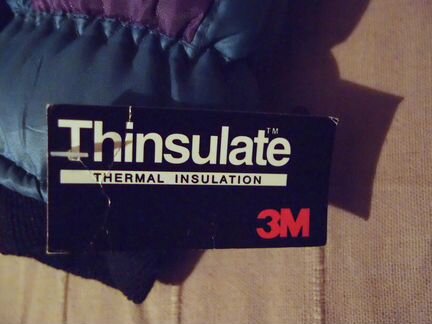 Thinsulate™
THERMAL INSULATION
3M